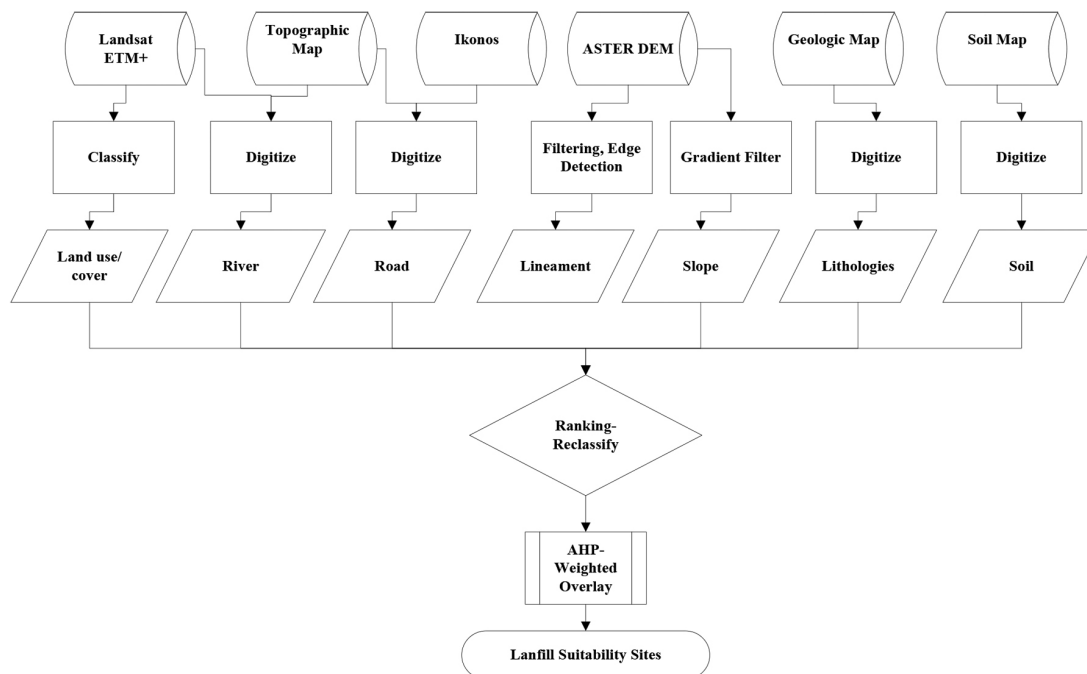 Landsat
ETM+
Topographic
Map
Ikonos
ASTER DEM
Geologic Map
Soil Map
Classify
Digitize
Digitize
Filtering, Edge
Detection
Gradient Filter
Digitize
Digitize
Land use/
cover
River
Road
Lineament
Slope
Lithologies
Soil
Ranking-
Reclassify
AHP-
Weighted
Overlay
Lanfill Suitability Sites